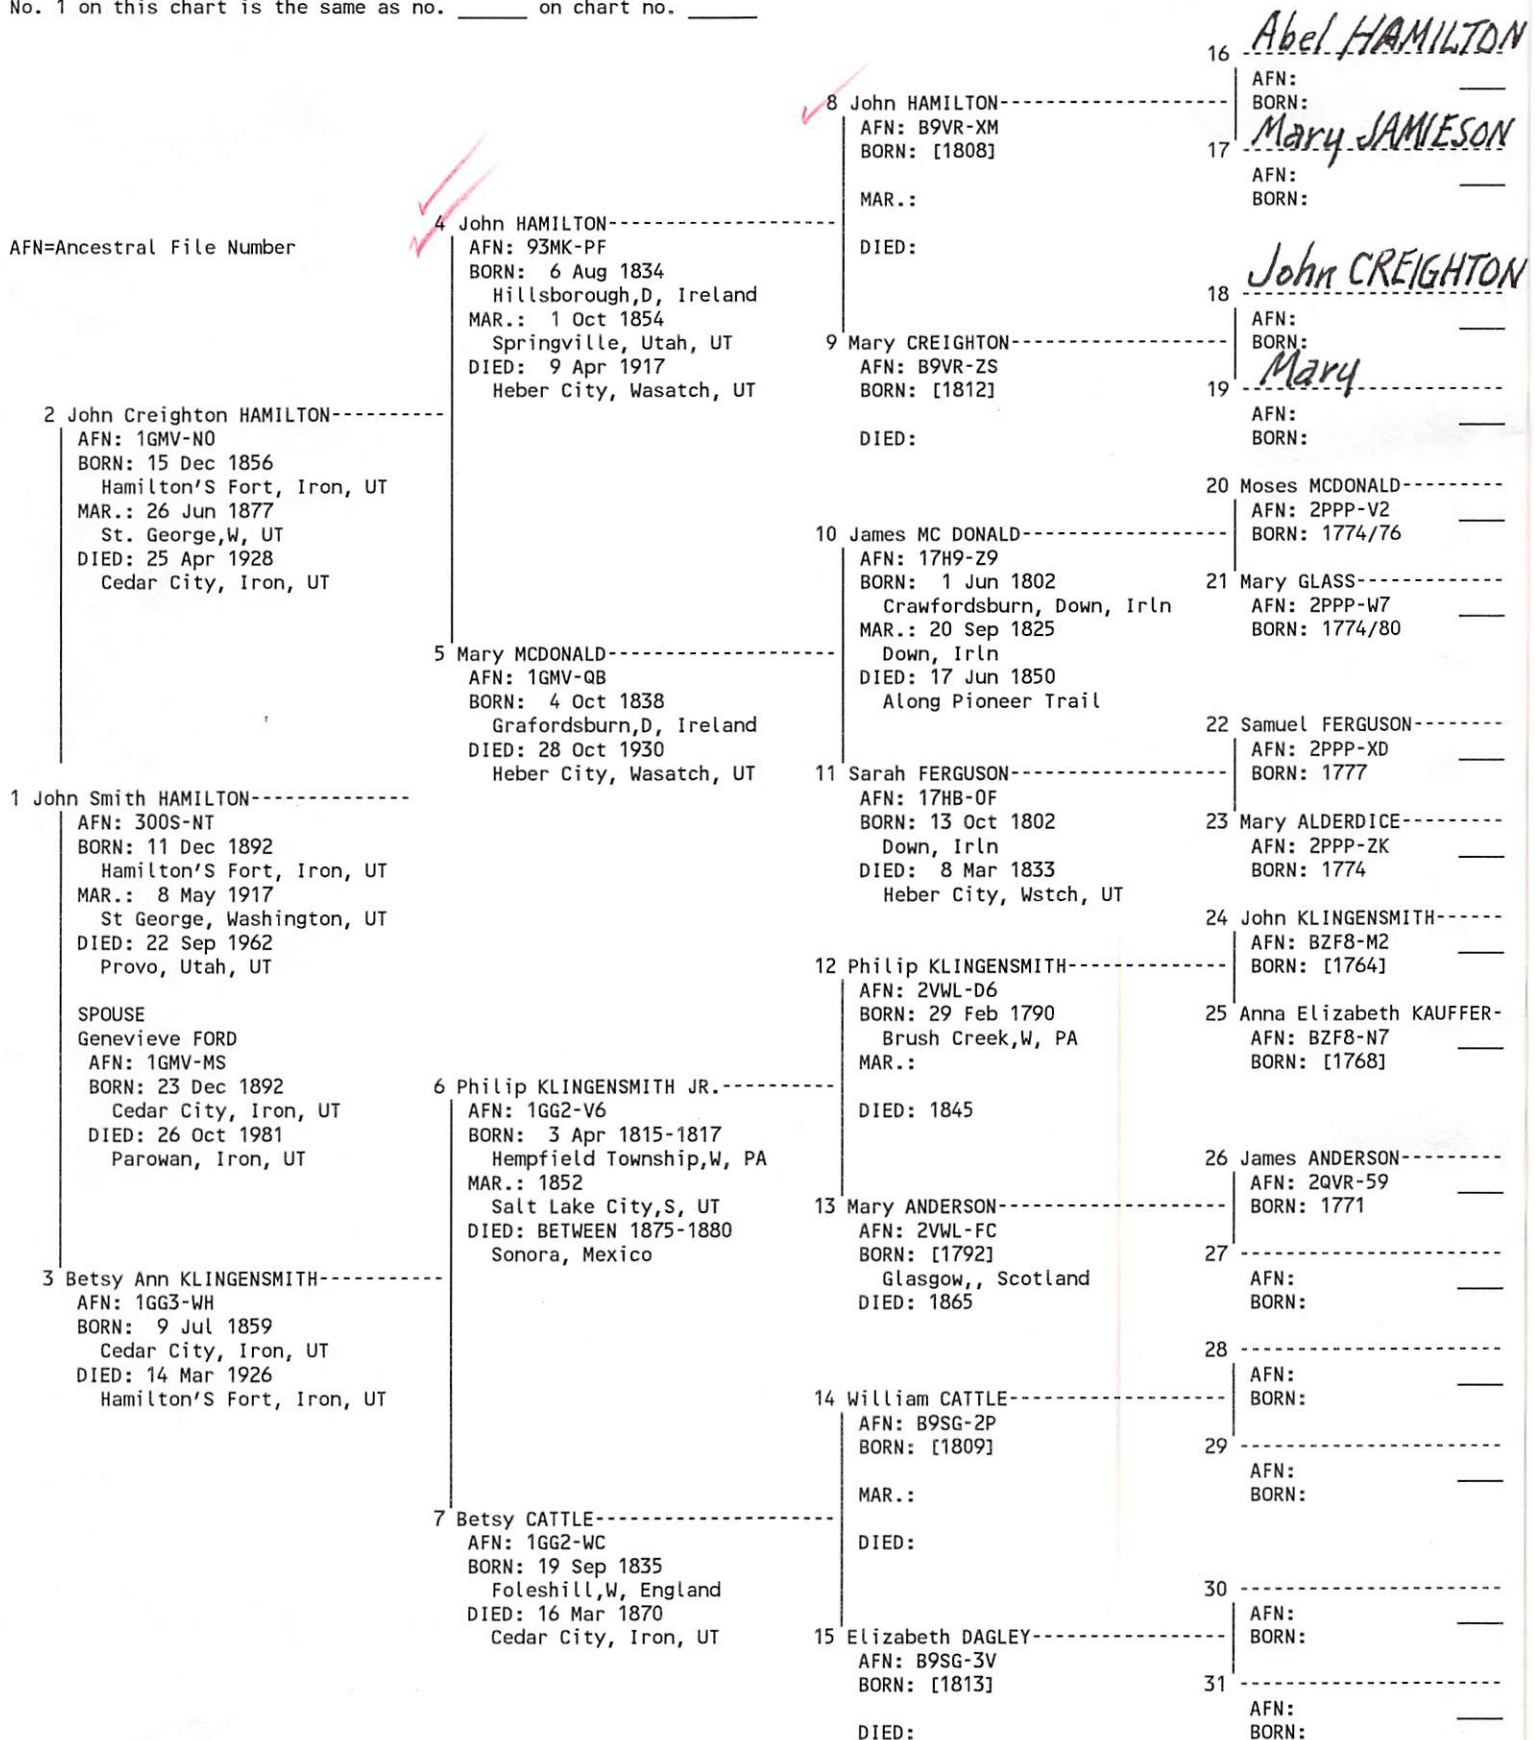 No. 1 on this chart is the same as no. ______ on chart no. ______
16 Abel HAMILTON
AFN:
BORN:
8 John HAMILTON
AFN: B9VR-XM
BORN: [1808]
MAR.:
DIED:
17 Mary JAMIESON
AFN:
BORN:
4 John HAMILTON
AFN: 93MK-PF
BORN: 6 Aug 1834
Hillsborough,D, Ireland
MAR.: 1 Oct 1854
Springville, Utah, UT
DIED: 9 Apr 1917
Heber City, Wasatch, UT
AFN=Ancestral File Number
18 John CREIGHTON
AFN:
BORN:
9 Mary CREIGHTON
AFN: B9VR-ZS
BORN: [1812]
DIED:
19 Mary
AFN:
BORN:
2 John Creighton HAMILTON
AFN: 1GMV-N0
BORN: 15 Dec 1856
Hamilton'S Fort, Iron, UT
MAR.: 26 Jun 1877
St. George,W, UT
DIED: 25 Apr 1928
Cedar City, Iron, UT
20 Moses MCDONALD
AFN: 2PPP-V2
BORN: 1774/76
10 James MC DONALD
AFN: 17H9-Z9
BORN: 1 Jun 1802
Crawfordsburn, Down, Irln
MAR.: 20 Sep 1825
Down, Irln
DIED: 17 Jun 1850
Along Pioneer Trail
21 Mary GLASS
AFN: 2PPP-W7
BORN: 1774/80
5 Mary MCDONALD
AFN: 1GMV-QB
BORN: 4 Oct 1838
Grafordsburn,D, Ireland
DIED: 28 Oct 1930
Heber City, Wasatch, UT
22 Samuel FERGUSON
AFN: 2PPP-XD
BORN: 1777
11 Sarah FERGUSON
AFN: 17HB-0F
BORN: 13 Oct 1802
Down, Irln
DIED: 8 Mar 1833
Heber City, Wstch, UT
23 Mary ALDERDICE
AFN: 2PPP-ZK
BORN: 1774
1 John Smith HAMILTON
AFN: 300S-NT
BORN: 11 Dec 1892
Hamilton'S Fort, Iron, UT
MAR.: 8 May 1917
St George, Washington, UT
DIED: 22 Sep 1962
Provo, Utah, UT
SPOUSE
Genevieve FORD
AFN: 1GMV-MS
BORN: 23 Dec 1892
Cedar City, Iron, UT
DIED: 26 Oct 1981
Parowan, Iron, UT
24 John KLINGENSMITH
AFN: BZF8-M2
BORN: [1764]
12 Philip KLINGENSMITH
AFN: 2VWL-D6
BORN: 29 Feb 1790
Brush Creek,W, PA
MAR.:
DIED: 1845
25 Anna Elizabeth KAUFFER-
AFN: BZF8-N7
BORN: [1768]
6 Philip KLINGENSMITH JR.
AFN: 1GG2-V6
BORN: 3 Apr 1815-1817
Hempfield Township,W, PA
MAR.: 1852
Salt Lake City,S, UT
DIED: BETWEEN 1875-1880
Sonora, Mexico
26 James ANDERSON
AFN: 2QVR-59
BORN: 1771
13 Mary ANDERSON
AFN: 2VWL-FC
BORN: [1792]
Glasgow,, Scotland
DIED: 1865
27
AFN:
BORN:
3 Betsy Ann KLINGENSMITH
AFN: 1GG3-WH
BORN: 9 Jul 1859
Cedar City, Iron, UT
DIED: 14 Mar 1926
Hamilton'S Fort, Iron, UT
28
AFN:
BORN:
14 William CATTLE
AFN: B9SG-2P
BORN: [1809]
MAR.:
DIED:
29
AFN:
BORN:
7 Betsy CATTLE
AFN: 1GG2-WC
BORN: 19 Sep 1835
Foleshill,W, England
DIED: 16 Mar 1870
Cedar City, Iron, UT
30
AFN:
BORN:
15 Elizabeth DAGLEY
AFN: B9SG-3V
BORN: [1813]
DIED:
31
AFN:
BORN: